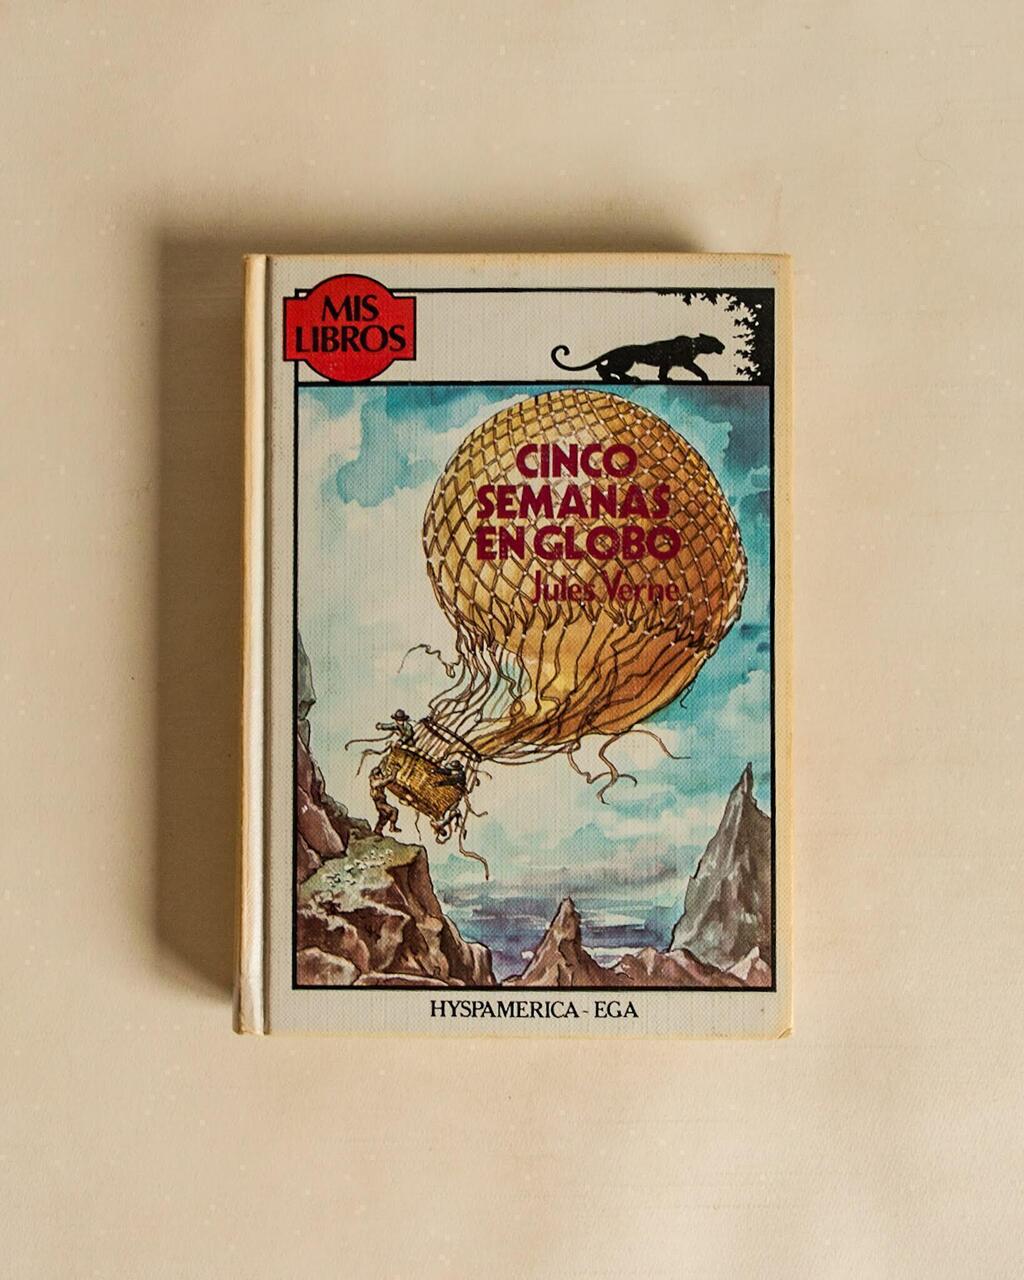 MIS
LIBROS
CINCO
SEMANAS
EN GLOBO
Jules Verne
HYSPAMERICA - EGA